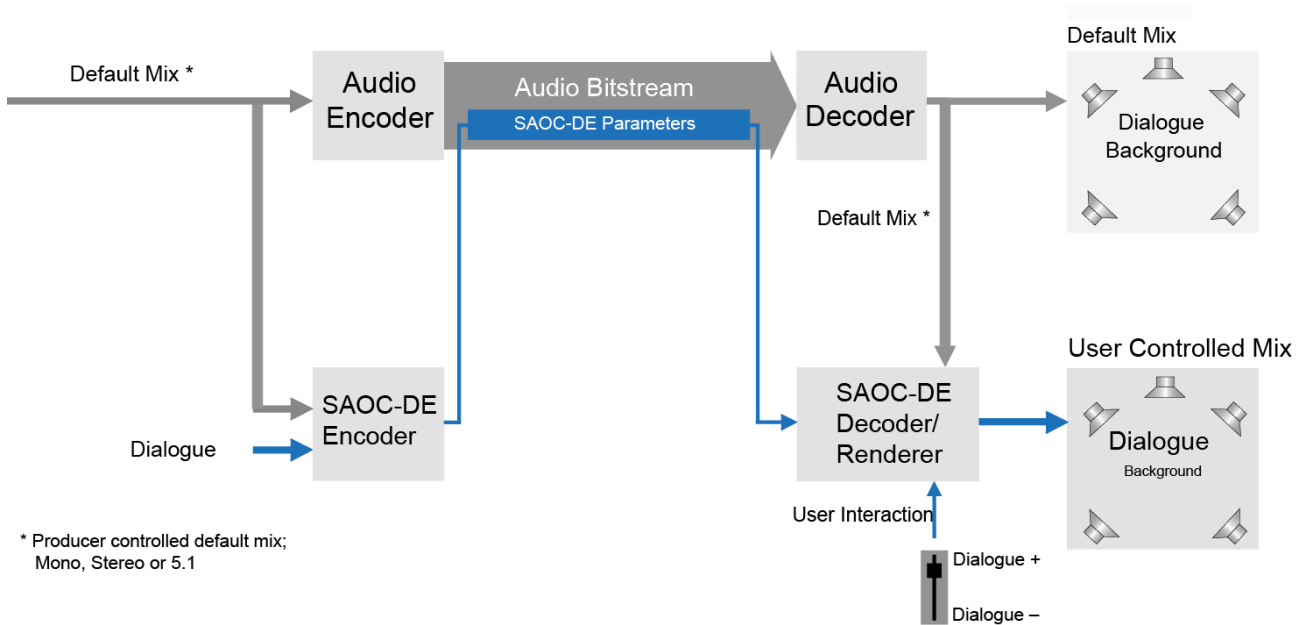 Default Mix *
Audio
Encoder
Audio Bitstream
SAOC-DE Parameters
Audio
Decoder
Default Mix
Dialogue
Background
Default Mix *
SAOC-DE
Encoder
Dialogue
SAOC-DE
Decoder/
Renderer
User Controlled Mix
Dialogue
Background
User Interaction
Dialogue +
Dialogue –
* Producer controlled default mix;
Mono, Stereo or 5.1